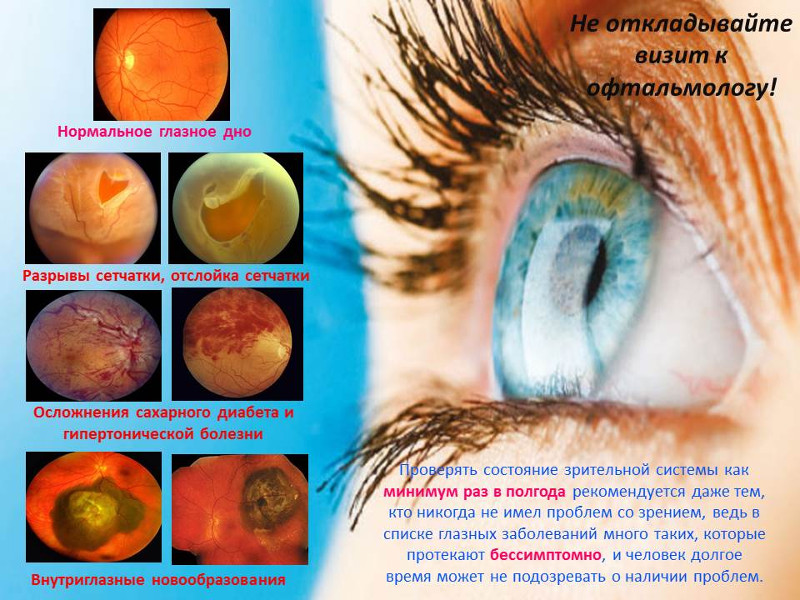 Не откладывайте
визит к
офтальмологу!
Нормальное глазное дно
Разрывы сетчатки, отслойка сетчатки
Осложнения сахарного диабета и
гипертонической болезни
Внутриглазные новообразования
Проверять состояние зрительной системы как
минимум раз в полгода рекомендуется даже тем,
кто никогда не имел проблем со зрением, ведь в
списке глазных заболеваний много таких, которые
протекают бессимптомно, и человек долгое
время может не подозревать о наличии проблем.